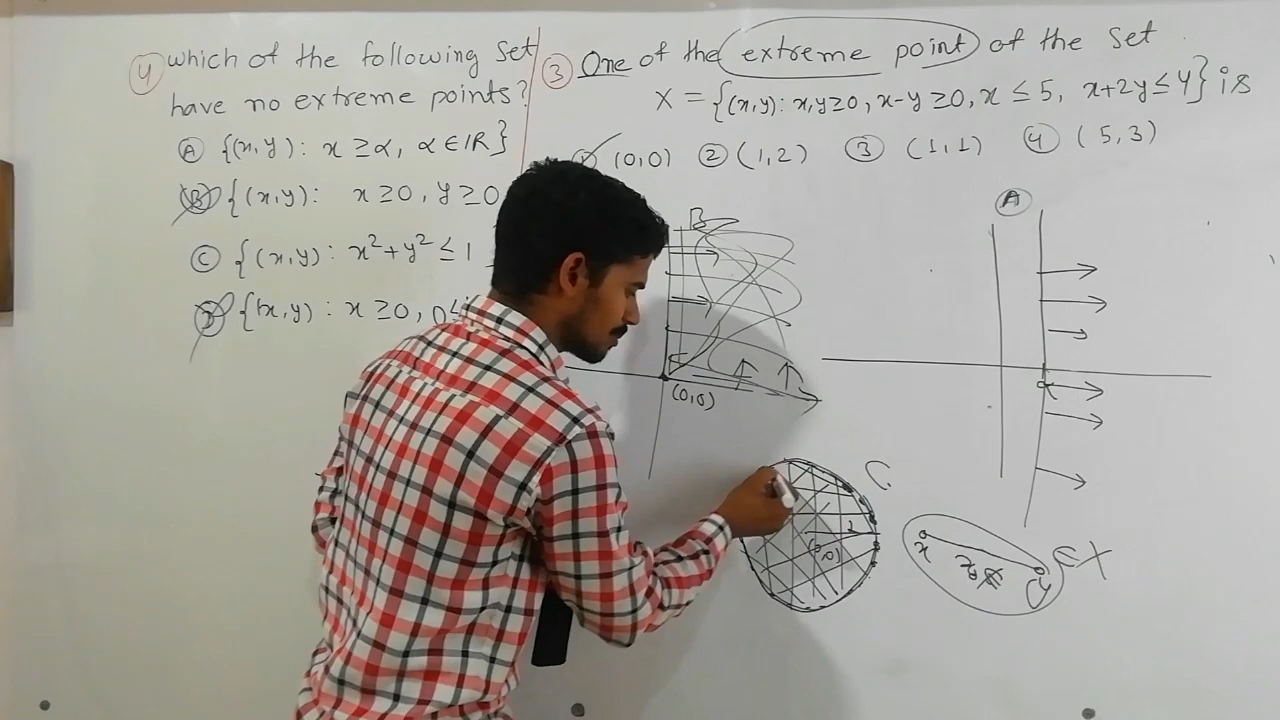 4 which of the following set
have no extreme points?
A {(x,y): x ≥ α, α ∈ IR}
B {(x,y): x ≥ 0, y ≥ 0
C {(x,y): x² + y² ≤ 1
{(x,y): x ≥ 0, 0 ≤
3 One of the extreme point of the set
X = {(x,y): x,y ≥ 0, x-y ≥ 0, x ≤ 5, x+2y ≤ 4} is
① (0,0) ② (1,2) ③ (1,1) ④ (5,3)
B
(0,0)
A
α
C
(0,0)
x
y
X